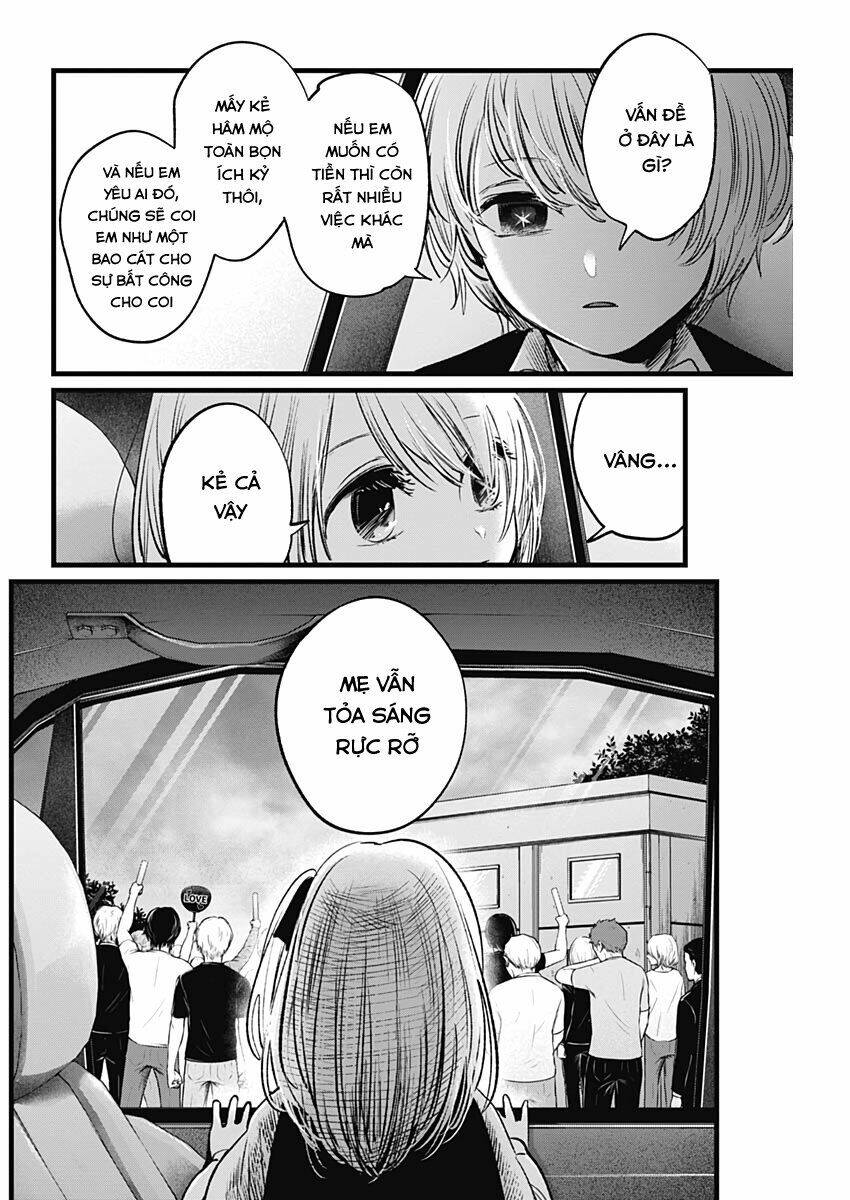 VẤN ĐỀ
Ở ĐÂY LÀ
GÌ?
NẾU EM
MUỐN CÓ
TIỀN THÌ CÒN
RẤT NHIỀU
VIỆC KHÁC
MÀ
MẤY KẺ
HÂM MỘ
TOÀN BỌN
ÍCH KỶ
THÔI,
VÀ NẾU EM
YÊU AI ĐÓ,
CHÚNG SẼ COI
EM NHƯ MỘT
BAO CÁT CHO
SỰ BẤT CÔNG
CHO COI
VÂNG...
KẺ CẢ
VẬY
MẸ VẪN
TỎA SÁNG
RỰC RỠ
LOVE